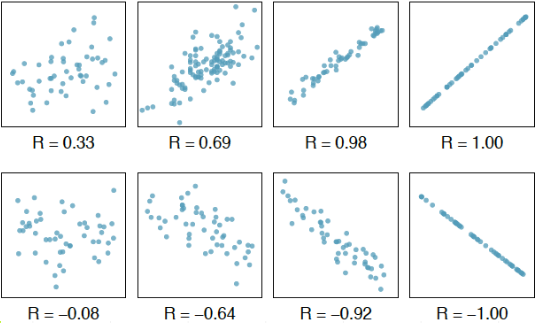 R = 0.33
R = 0.69
R = 0.98
R = 1.00
R = −0.08
R = −0.64
R = −0.92
R = −1.00